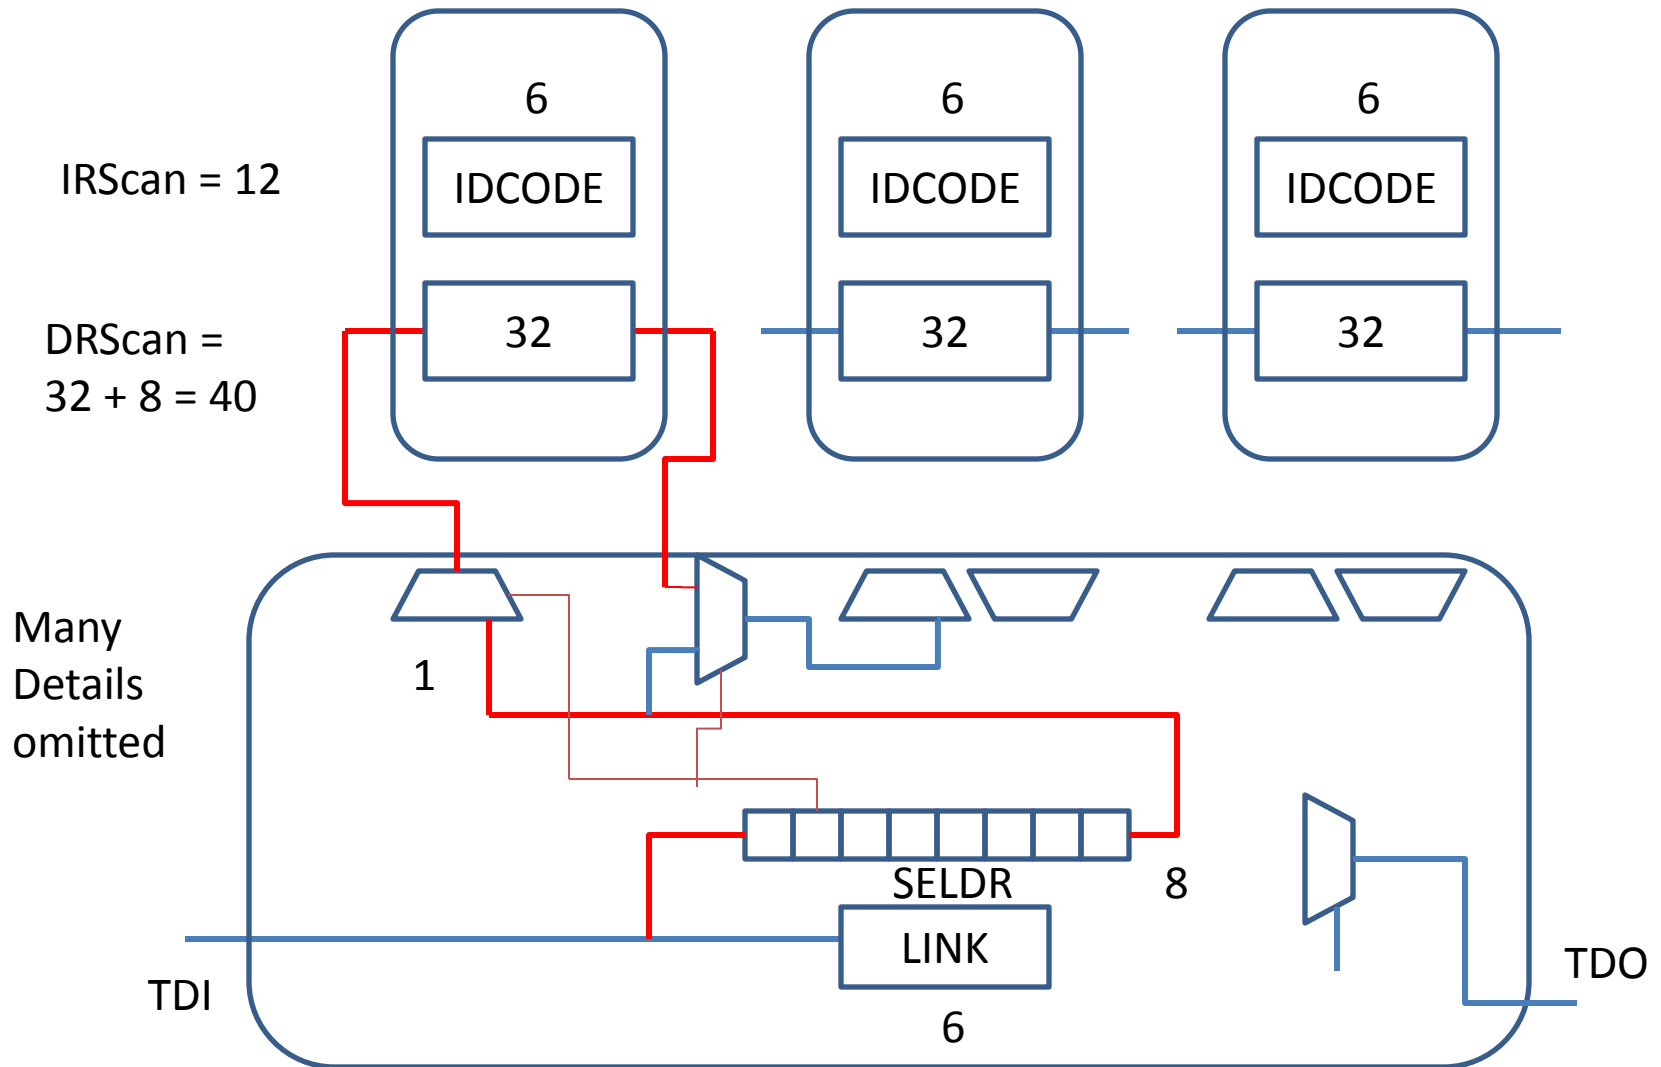 6
6
6
IRScan = 12
IDCODE
IDCODE
IDCODE
DRScan =
32 + 8 = 40
32
32
32
Many
Details
omitted
1
SELDR
8
LINK
TDI
TDO
6